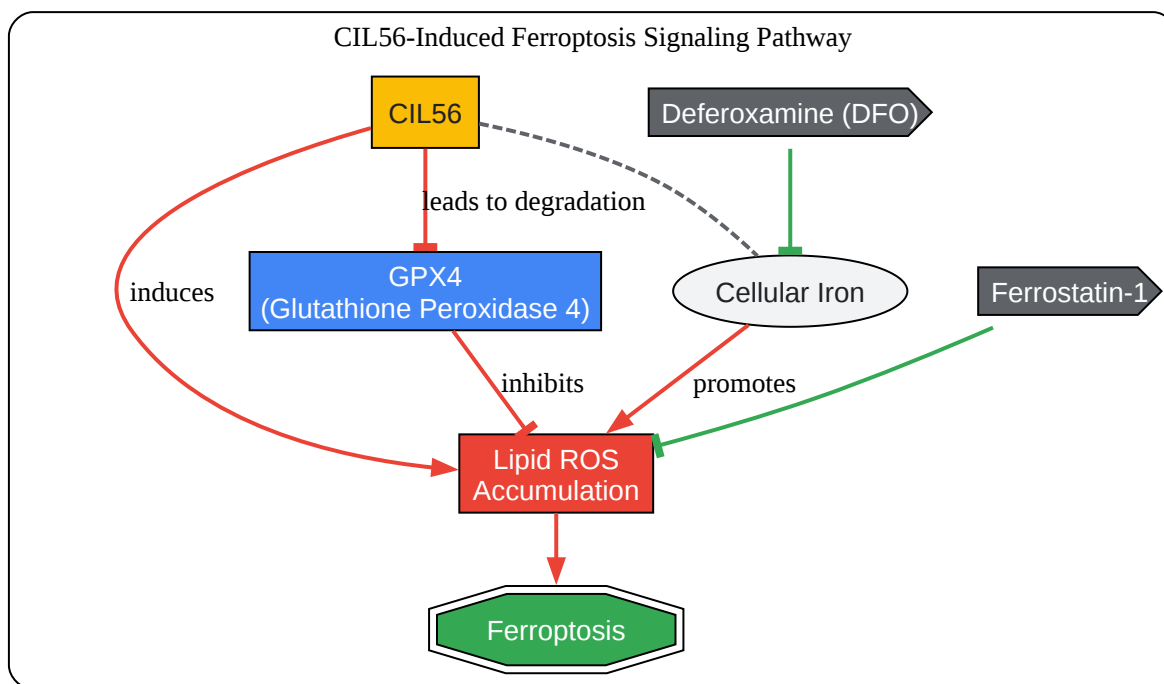 CIL56-Induced Ferroptosis Signaling Pathway
CIL56
Deferoxamine (DFO)
leads to degradation
GPX4
(Glutathione Peroxidase 4)
Cellular Iron
Ferrostatin-1
induces
inhibits
promotes
Lipid ROS
Accumulation
Ferroptosis